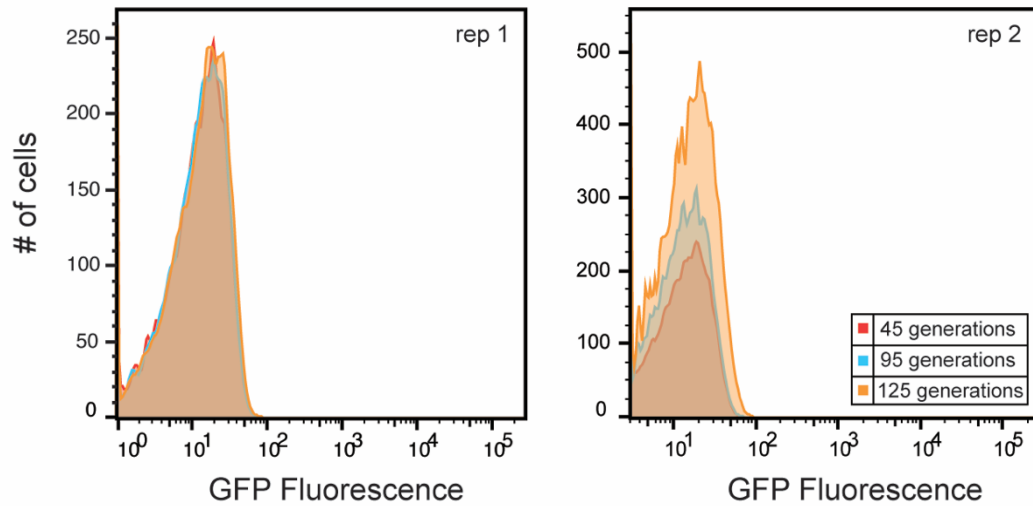 rep 1
250
200
150
100
50
0
# of cells
10^0 10^1 10^2 10^3 10^4 10^5
GFP Fluorescence
rep 2
500
400
300
200
100
0
10^1 10^2 10^3 10^4 10^5
GFP Fluorescence
45 generations
95 generations
125 generations